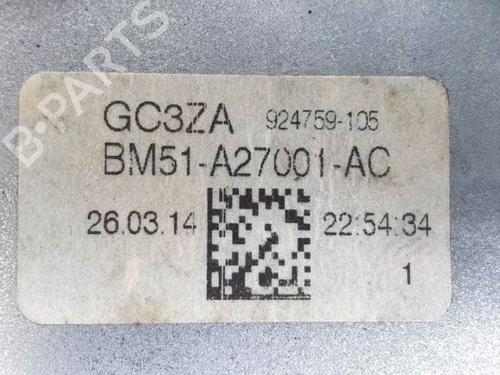 B-PARTS
GC3ZA 924759-105
BM51-A27001-AC
26.03.14 22:54:34
1